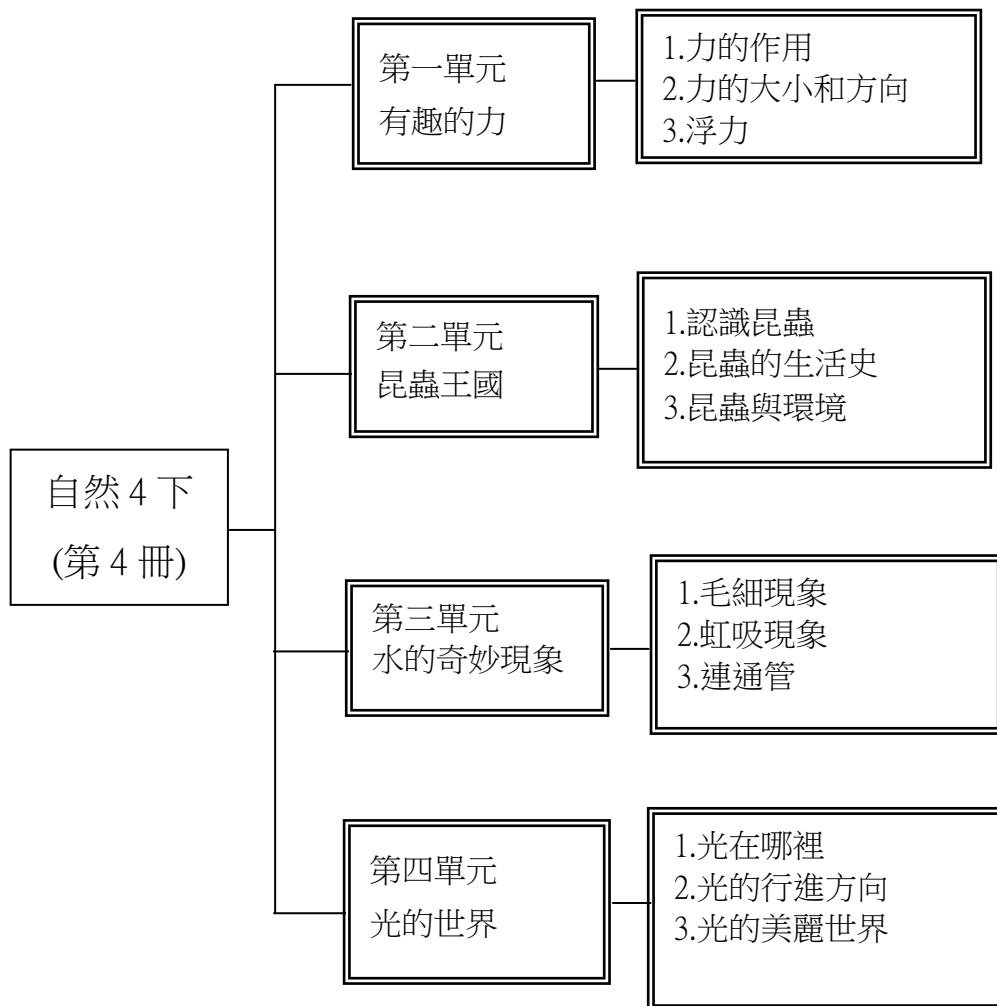 自然 4 下
(第 4 冊)
第一單元
有趣的力
1.力的作用
2.力的大小和方向
3.浮力
第二單元
昆蟲王國
1.認識昆蟲
2.昆蟲的生活史
3.昆蟲與環境
第三單元
水的奇妙現象
1.毛細現象
2.虹吸現象
3.連通管
第四單元
光的世界
1.光在哪裡
2.光的行進方向
3.光的美麗世界